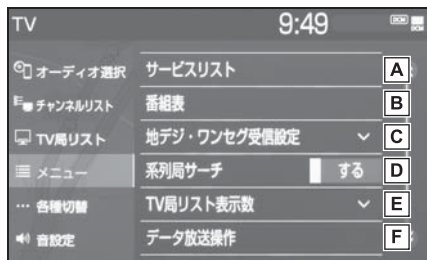 TV 9:49
オーディオ選択
チャンネルリスト
TV局リスト
メニュー
各種切替
音設定
サービスリスト A
番組表 B
地デジ・ワンセグ受信設定 C
系列局サーチ する D
TV局リスト表示数 E
データ放送操作 F